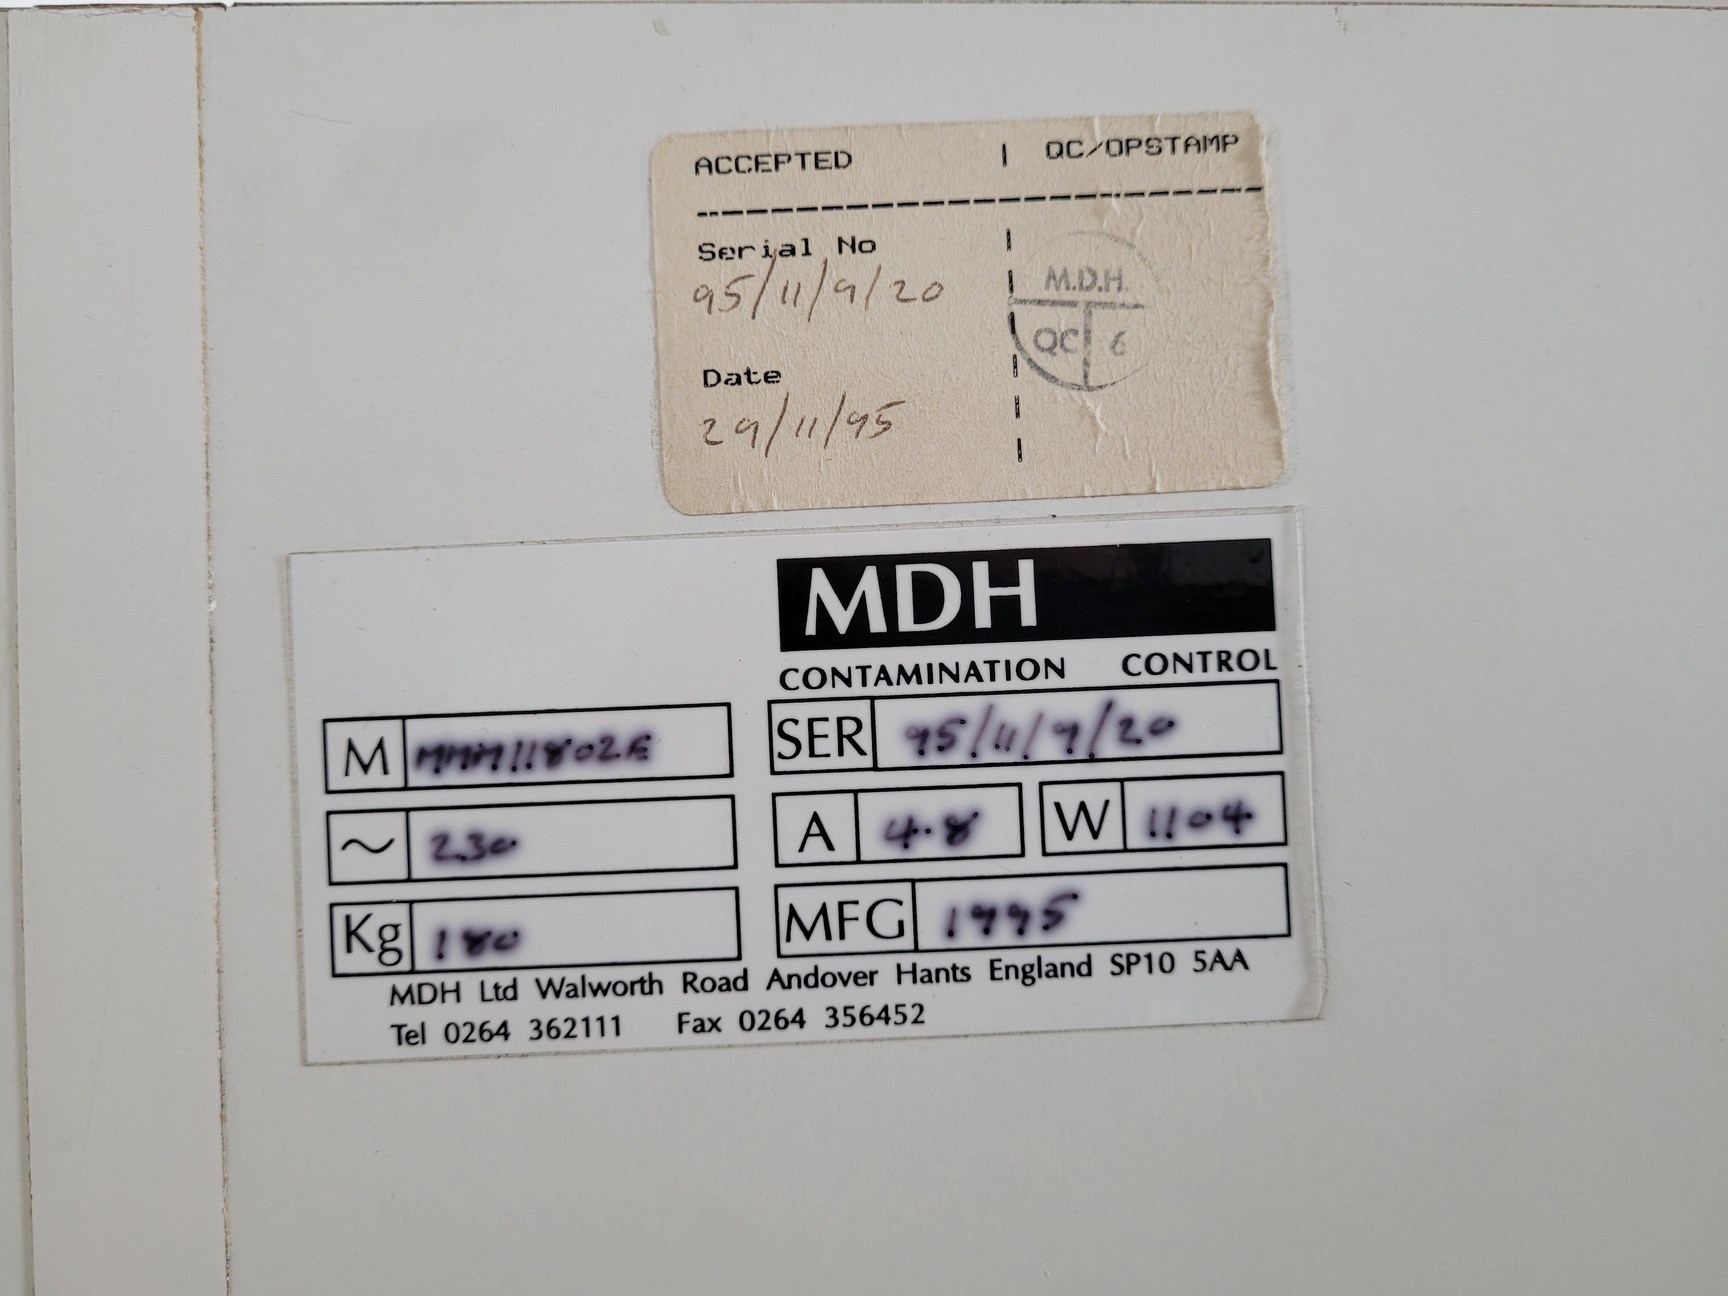 ACCEPTED | QC/OPSTAMP
Serial No
95/11/9/20
M.D.H.
QC 6
Date
29/11/95
MDH
CONTAMINATION CONTROL
M MMM11802E SER 95/11/9/20
~ 230 A 4.8 W 1104
Kg 180 MFG 1995
MDH Ltd Walworth Road Andover Hants England SP10 5AA
Tel 0264 362111 Fax 0264 356452